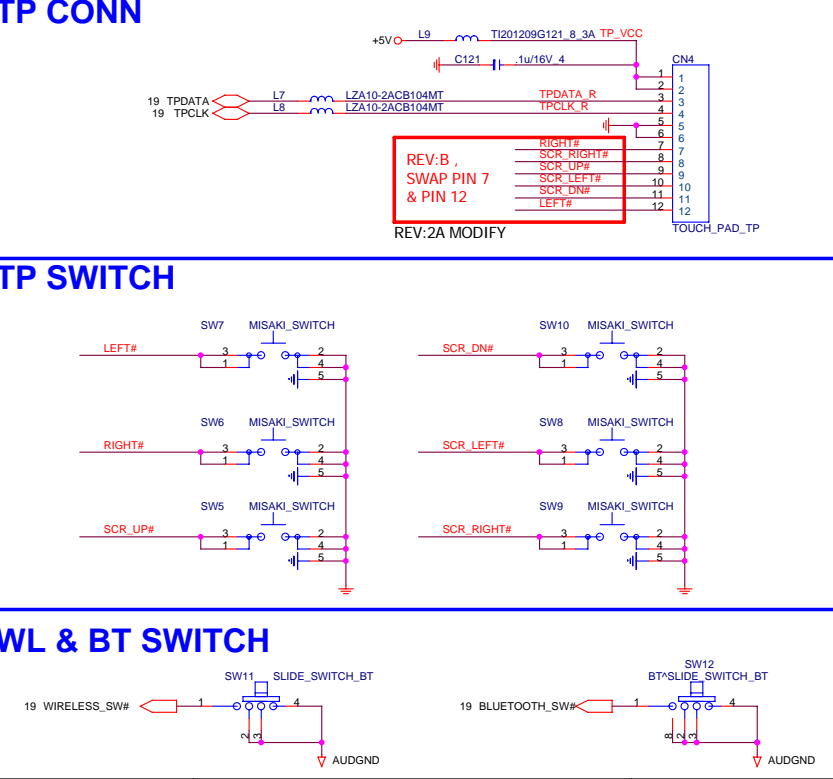 TP CONN
+5V L9 TI201209G121_8_3A TP_VCC
C121 .1u/16V_4 CN4
1 1
2 2
19 TPDATA L7 LZA10-2ACB104MT TPDATA_R 3 3
19 TPCLK L8 LZA10-2ACB104MT TPCLK_R 4 4
5 5
6 6
RIGHT# 7 7
SCR_RIGHT# 8 8
SCR_UP# 9 9
SCR_LEFT# 10 10
SCR_DN# 11 11
LEFT# 12 12
REV:B ,
SWAP PIN 7
& PIN 12
REV:2A MODIFY
TOUCH_PAD_TP
TP SWITCH
SW7 MISAKI_SWITCH
LEFT# 3 2
1 4
5
SW10 MISAKI_SWITCH
SCR_DN# 3 2
1 4
5
SW6 MISAKI_SWITCH
RIGHT# 3 2
1 4
5
SW8 MISAKI_SWITCH
SCR_LEFT# 3 2
1 4
5
SW5 MISAKI_SWITCH
SCR_UP# 3 2
1 4
5
SW9 MISAKI_SWITCH
SCR_RIGHT# 3 2
1 4
5
WL & BT SWITCH
SW11 SLIDE_SWITCH_BT
19 WIRELESS_SW# 1 4
2 3
AUDGND
SW12
BT^SLIDE_SWITCH_BT
19 BLUETOOTH_SW# 1 4
8 2 3
AUDGND